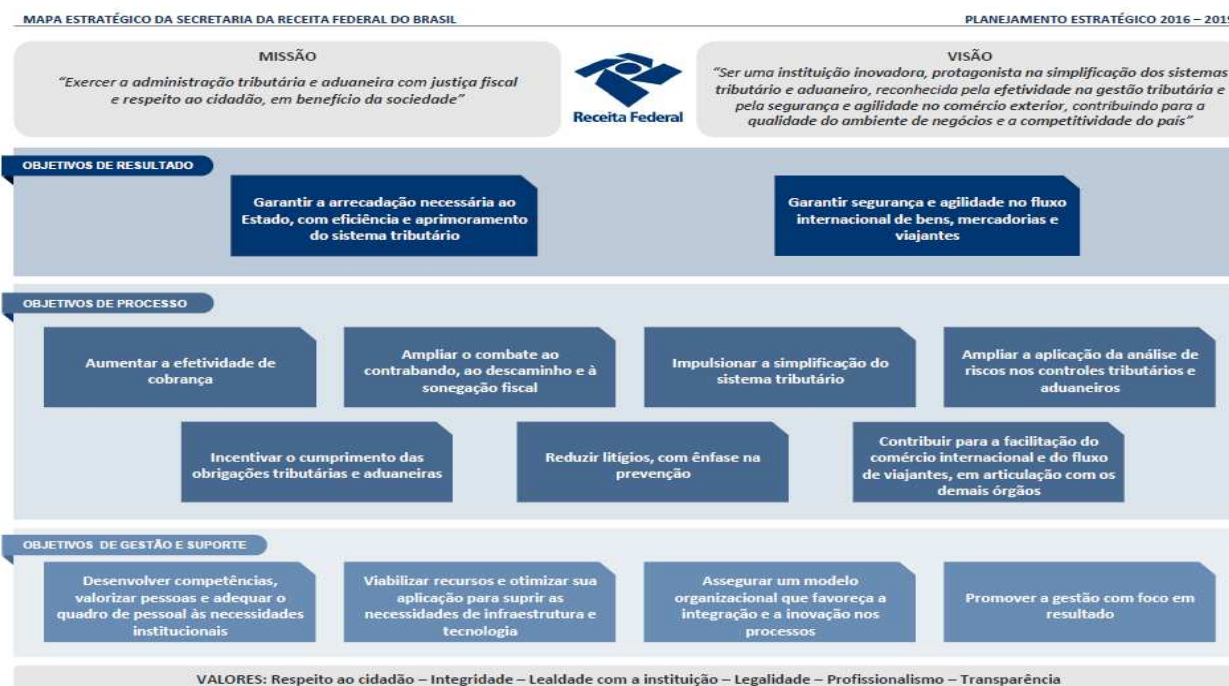 MAPA ESTRATÉGICO DA SECRETARIA DA RECEITA FEDERAL DO BRASIL
PLANEJAMENTO ESTRATÉGICO 2016 – 2019
MISSÃO
“Exercer a administração tributária e aduaneira com justiça fiscal
e respeito ao cidadão, em benefício da sociedade”
Receita Federal
VISÃO
“Ser uma instituição inovadora, protagonista na simplificação dos sistemas
tributário e aduaneiro, reconhecida pela efetividade na gestão tributária e
pela segurança e agilidade no comércio exterior, contribuindo para a
qualidade do ambiente de negócios e a competitividade do país”
OBJETIVOS DE RESULTADO
Garantir a arrecadação necessária ao
Estado, com eficiência e aprimoramento
do sistema tributário
Garantir segurança e agilidade no fluxo
internacional de bens, mercadorias e
viajantes
OBJETIVOS DE PROCESSO
Aumentar a efetividade de
cobrança
Ampliar o combate ao
contrabando, ao descaminho e à
sonegação fiscal
Impulsionar a simplificação do
sistema tributário
Ampliar a aplicação da análise de
riscos nos controles tributários e
aduaneiros
Incentivar o cumprimento das
obrigações tributárias e aduaneiras
Reduzir litígios, com ênfase na
prevenção
Contribuir para a facilitação do
comércio internacional e do fluxo
de viajantes, em articulação com os
demais órgãos
OBJETIVOS DE GESTÃO E SUPORTE
Desenvolver competências,
valorizar pessoas e adequar o
quadro de pessoal às necessidades
institucionais
Viabilizar recursos e otimizar sua
aplicação para suprir as
necessidades de infraestrutura e
tecnologia
Assegurar um modelo
organizacional que favoreça a
integração e a inovação nos
processos
Promover a gestão com foco em
resultado
VALORES: Respeito ao cidadão – Integridade – Lealdade com a instituição – Legalidade – Profissionalismo – Transparência